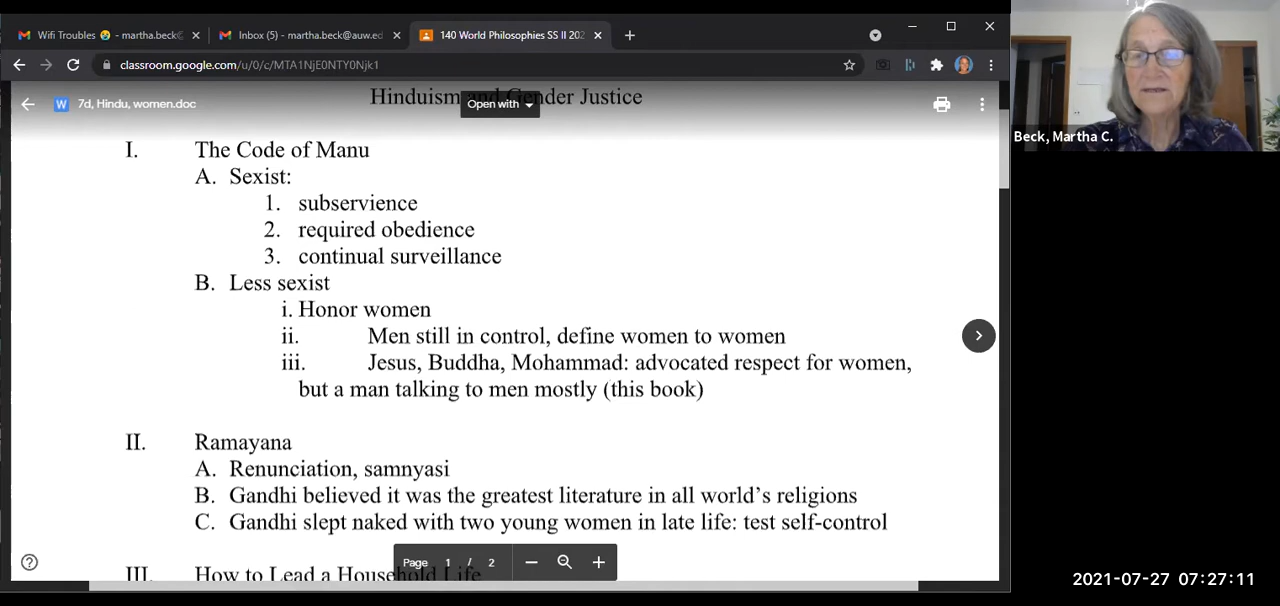 Wifi Troubles 😪 - martha.beck@
Inbox (5) - martha.beck@auw.ed
140 World Philosophies SS II 202
classroom.google.com/u/0/c/MTA1NjE0NTY0Njk1
Beck, Martha C.
W 7d, Hindu, women.doc
Open with
Hinduism and Gender Justice
I. The Code of Manu
A. Sexist:
1. subservience
2. required obedience
3. continual surveillance
B. Less sexist
i. Honor women
ii. Men still in control, define women to women
iii. Jesus, Buddha, Mohammad: advocated respect for women,
but a man talking to men mostly (this book)
II. Ramayana
A. Renunciation, samnyasi
B. Gandhi believed it was the greatest literature in all world’s religions
C. Gandhi slept naked with two young women in late life: test self-control
III. How to Lead a Household Life
Page 1 / 2
2021-07-27 07:27:11